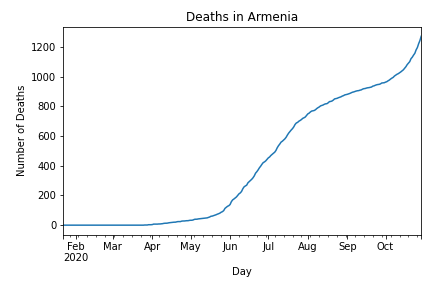 Deaths in Armenia
Number of Deaths
1200
1000
800
600
400
200
0
Feb Mar Apr May Jun Jul Aug Sep Oct
2020
Day